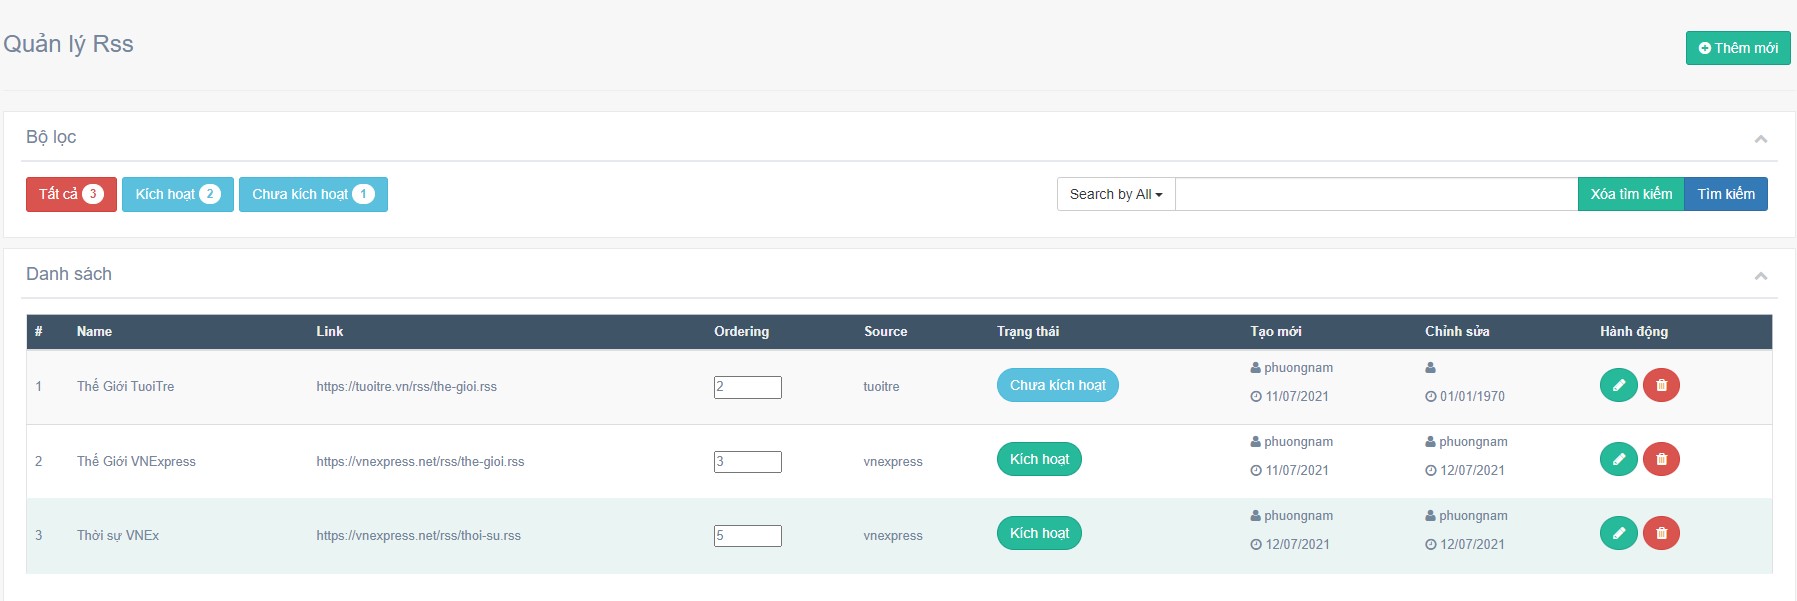 Quản lý Rss
Thêm mới
Bộ lọc
Tất cả 3 Kích hoạt 2 Chưa kích hoạt 1 Search by All Xóa tìm kiếm Tìm kiếm
Danh sách
# Name Link Ordering Source Trạng thái Tạo mới Chỉnh sửa Hành động
1 Thế Giới TuoiTre https://tuoitre.vn/rss/the-gioi.rss 2 tuoitre Chưa kích hoạt phuongnam
11/07/2021 01/01/1970
2 Thế Giới VNExpress https://vnexpress.net/rss/the-gioi.rss 3 vnexpress Kích hoạt phuongnam phuongnam
11/07/2021 12/07/2021
3 Thời sự VNEx https://vnexpress.net/rss/thoi-su.rss 5 vnexpress Kích hoạt phuongnam phuongnam
12/07/2021 12/07/2021